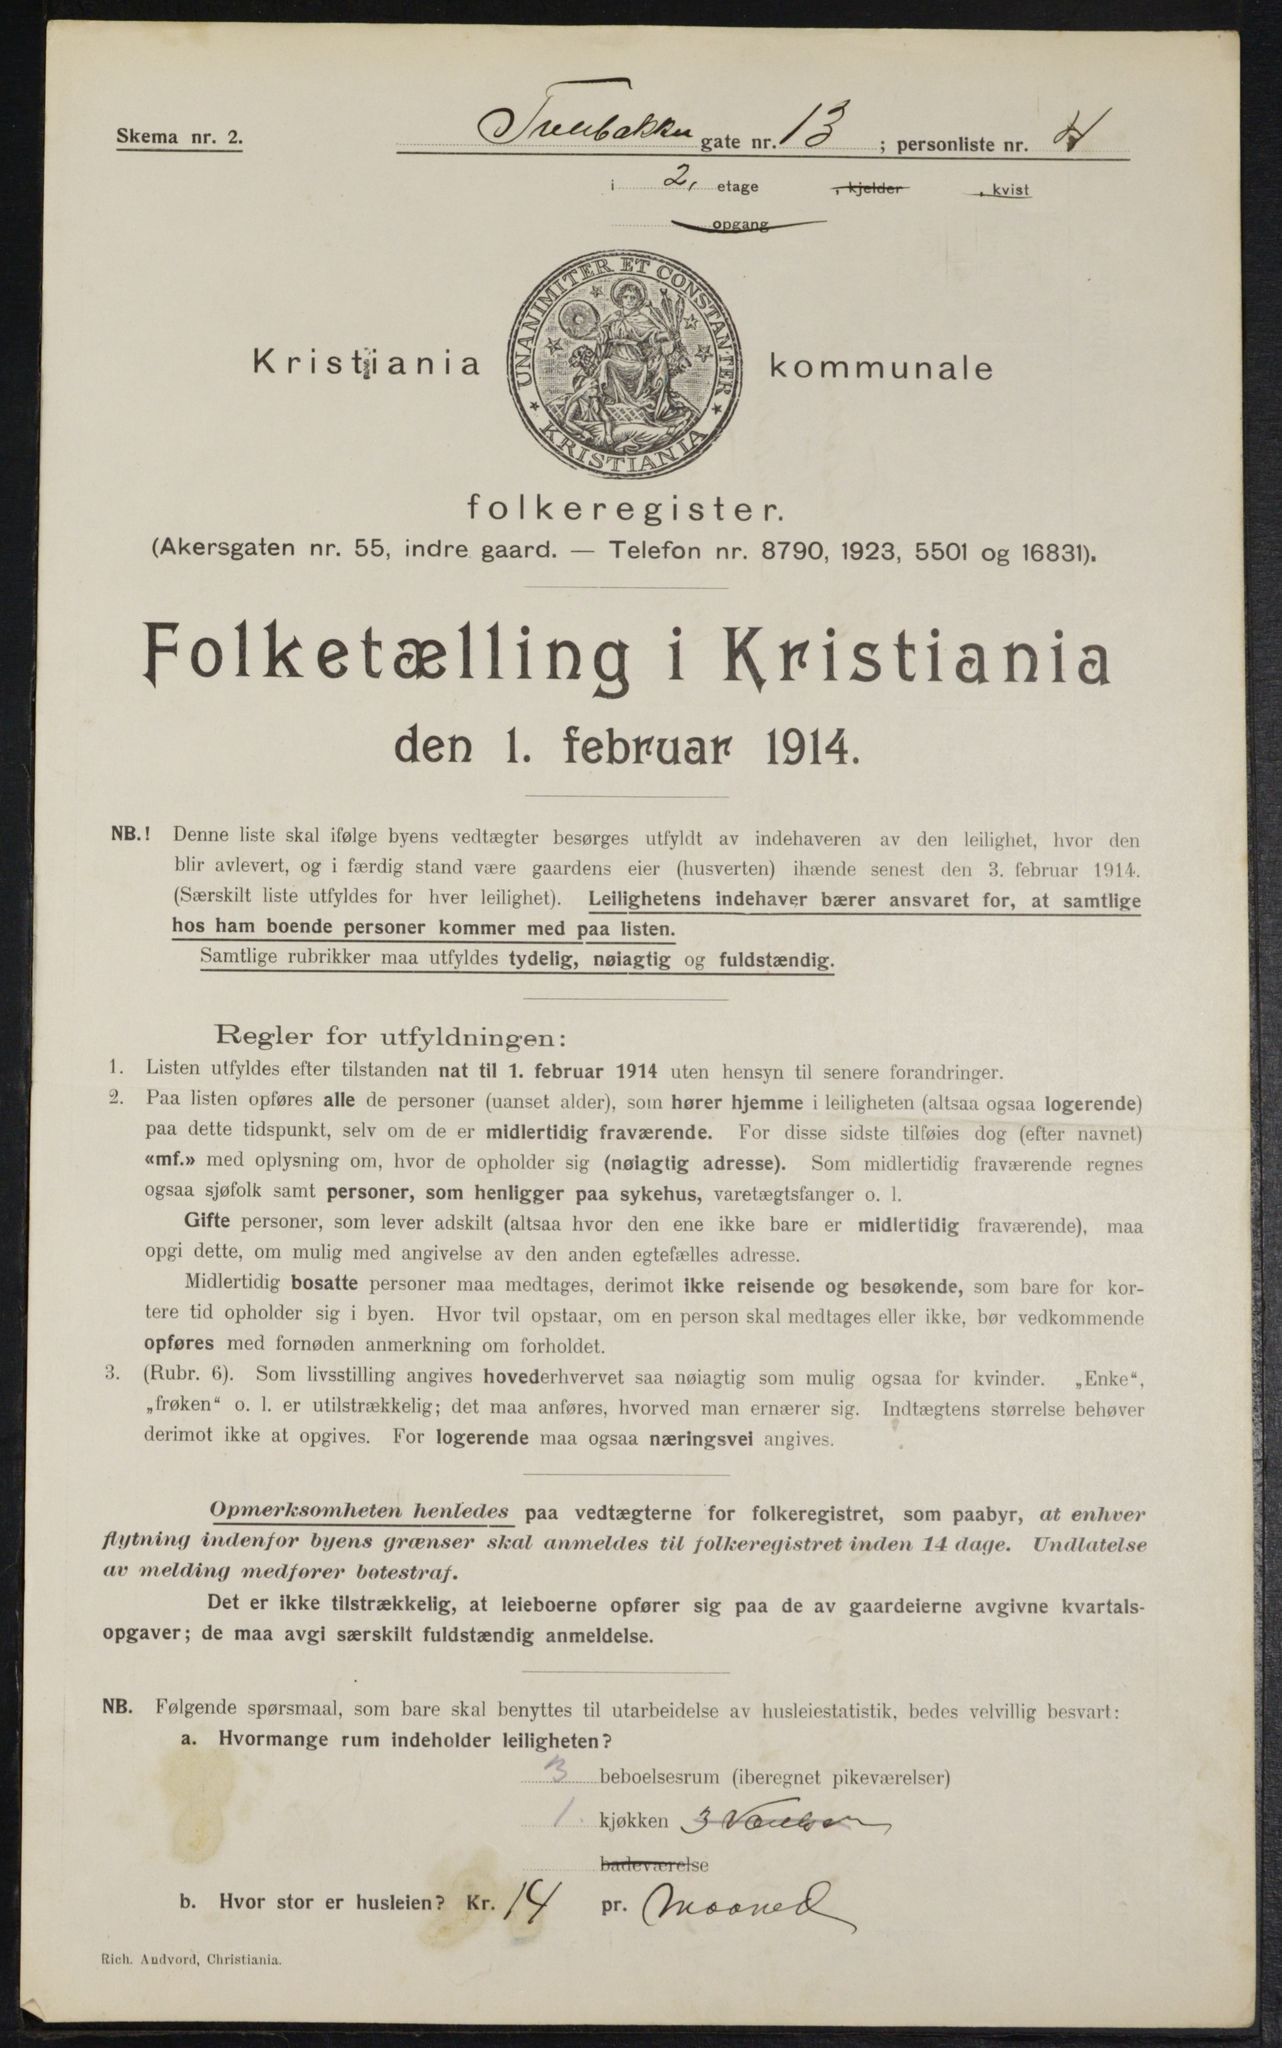 Skema nr. 2.
gate nr. 13 ; personliste nr. 4
i 2. etage , kjelder , kvist
opgang
UNANIMITER ET CONSTANTER
KRISTIANIA
Kristiania kommunale
folkeregister.
(Akersgaten nr. 55, indre gaard. — Telefon nr. 8790, 1923, 5501 og 16831).
Folketælling i Kristiania
den 1. februar 1914.
NB.! Denne liste skal ifølge byens vedtægter besørges utfyldt av indehaveren av den leilighet, hvor den
blir avlevert, og i færdig stand være gaardens eier (husverten) ihænde senest den 3. februar 1914.
(Særskilt liste utfyldes for hver leilighet). Leilighetens indehaver bærer ansvaret for, at samtlige
hos ham boende personer kommer med paa listen.
Samtlige rubrikker maa utfyldes tydelig, nøiagtig og fuldstændig.
Regler for utfyldningen:
1. Listen utfyldes efter tilstanden nat til 1. februar 1914 uten hensyn til senere forandringer.
2. Paa listen opføres alle de personer (uanset alder), som hører hjemme i leiligheten (altsaa ogsaa logerende)
paa dette tidspunkt, selv om de er midlertidig fraværende. For disse sidste tilføies dog (efter navnet)
«mf.» med oplysning om, hvor de opholder sig (nøiagtig adresse). Som midlertidig fraværende regnes
ogsaa sjøfolk samt personer, som henligger paa sykehus, varetægtsfanger o. l.
Gifte personer, som lever adskilt (altsaa hvor den ene ikke bare er midlertidig fraværende), maa
opgi dette, om mulig med angivelse av den anden egtefælles adresse.
Midlertidig bosatte personer maa medtages, derimot ikke reisende og besøkende, som bare for kor-
tere tid opholder sig i byen. Hvor tvil opstaar, om en person skal medtages eller ikke, bør vedkommende
opføres med fornøden anmerkning om forholdet.
3. (Rubr. 6). Som livsstilling angives hovederhvervet saa nøiagtig som mulig ogsaa for kvinder. „Enke“,
„frøken“ o. l. er utilstrækkelig; det maa anføres, hvorved man ernærer sig. Indtægtens størrelse behøver
derimot ikke at opgives. For logerende maa ogsaa næringsvei angives.
Opmerksomheten henledes paa vedtægterne for folkeregistret, som paabyr, at enhver
flytning indenfor byens grænser skal anmeldes til folkeregistret inden 14 dage. Undlatelse
av melding medfører bøtestraf.
Det er ikke tilstrækkelig, at leieboerne opfører sig paa de av gaardeierne avgivne kvartals-
opgaver; de maa avgi særskilt fuldstændig anmeldelse.
NB. Følgende spørsmaal, som bare skal benyttes til utarbeidelse av husleiestatistik, bedes velvillig besvart:
a. Hvormange rum indeholder leiligheten?
3 beboelsesrum (iberegnet pikeværelser)
1 kjøkken 3
badeværelse
b. Hvor stor er husleien? Kr. 14 pr. Maaned
Rich. Andvord, Christiania.